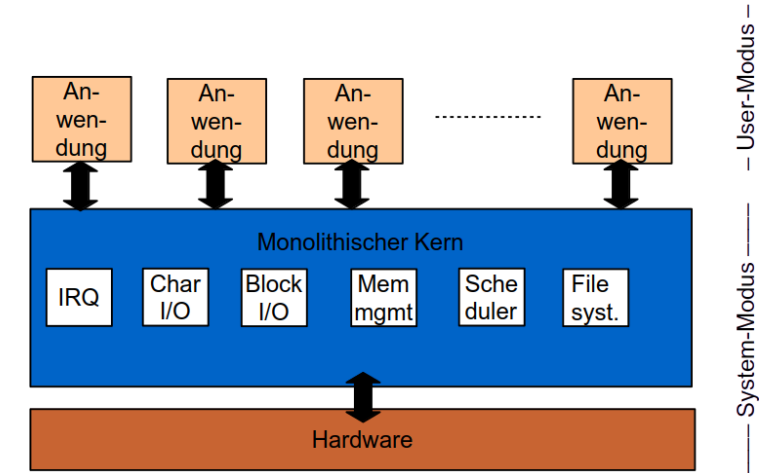 An-
wen-
dung
An-
wen-
dung
An-
wen-
dung
An-
wen-
dung
Monolithischer Kern
IRQ
Char
I/O
Block
I/O
Mem
mgmt
Sche
duler
File
syst.
Hardware
User-Modus
System-Modus